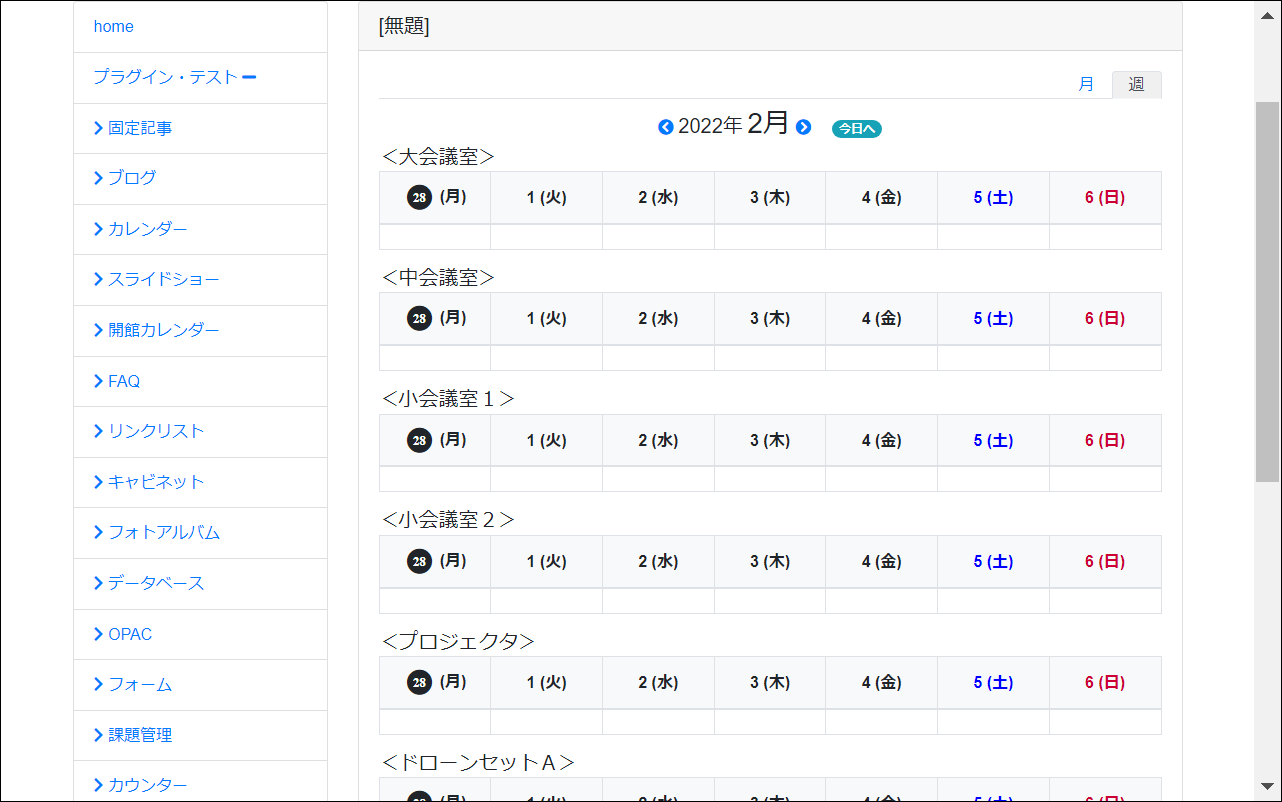 home
プラグイン・テスト
固定記事
ブログ
カレンダー
スライドショー
開館カレンダー
FAQ
リンクリスト
キャビネット
フォトアルバム
データベース
OPAC
フォーム
課題管理
カウンター
[無題]
月 週
2022年 2月 今日へ
＜大会議室＞
28 (月) 1 (火) 2 (水) 3 (木) 4 (金) 5 (土) 6 (日)
＜中会議室＞
28 (月) 1 (火) 2 (水) 3 (木) 4 (金) 5 (土) 6 (日)
＜小会議室１＞
28 (月) 1 (火) 2 (水) 3 (木) 4 (金) 5 (土) 6 (日)
＜小会議室２＞
28 (月) 1 (火) 2 (水) 3 (木) 4 (金) 5 (土) 6 (日)
＜プロジェクタ＞
28 (月) 1 (火) 2 (水) 3 (木) 4 (金) 5 (土) 6 (日)
＜ドローンセットＡ＞